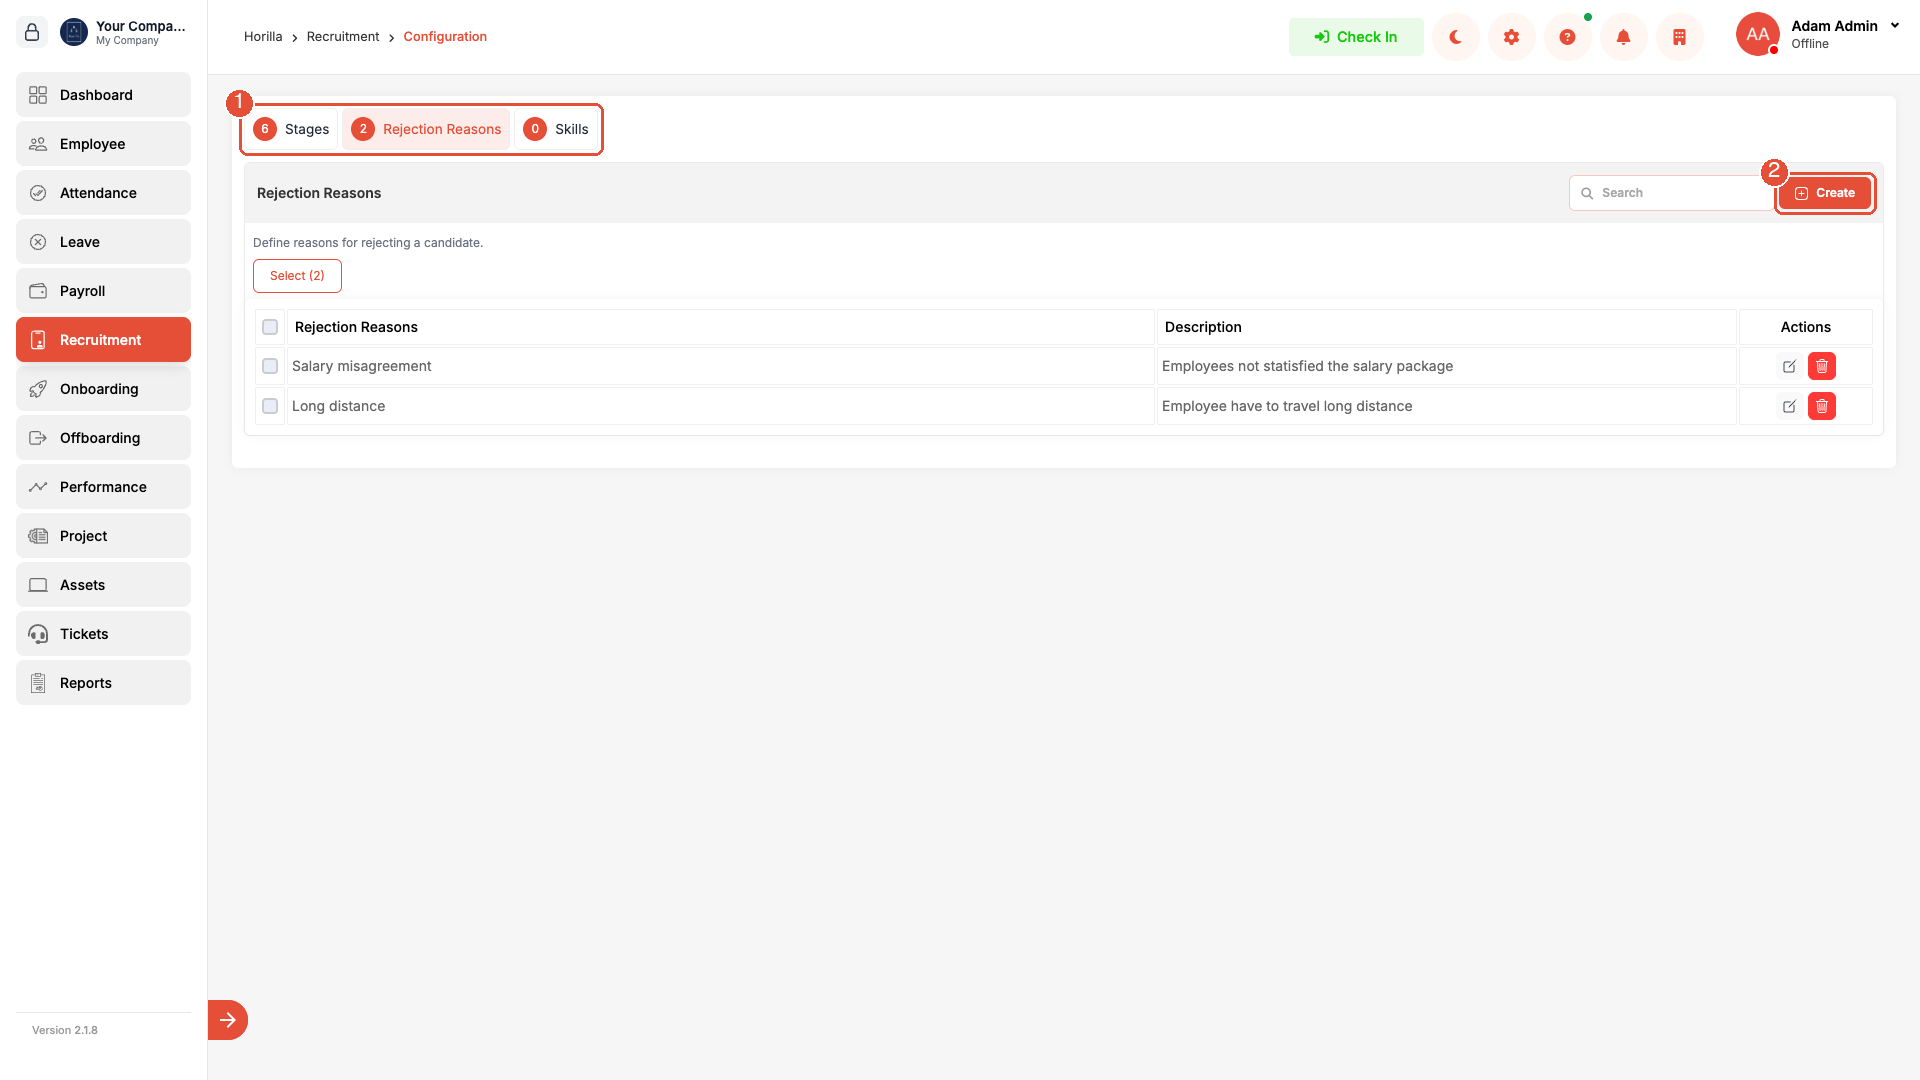 Your Compa...
My Company
Horilla > Recruitment > Configuration
Check In
?
AA
Adam Admin
Offline
Dashboard
Employee
Attendance
Leave
Payroll
Recruitment
Onboarding
Offboarding
Performance
Project
Assets
Tickets
Reports
Version 2.1.8
1
6 Stages
2 Rejection Reasons
0 Skills
Rejection Reasons
Search
2
Create
Define reasons for rejecting a candidate.
Select (2)
Rejection Reasons Description Actions
Salary misagreement Employees not statisfied the salary package
Long distance Employee have to travel long distance